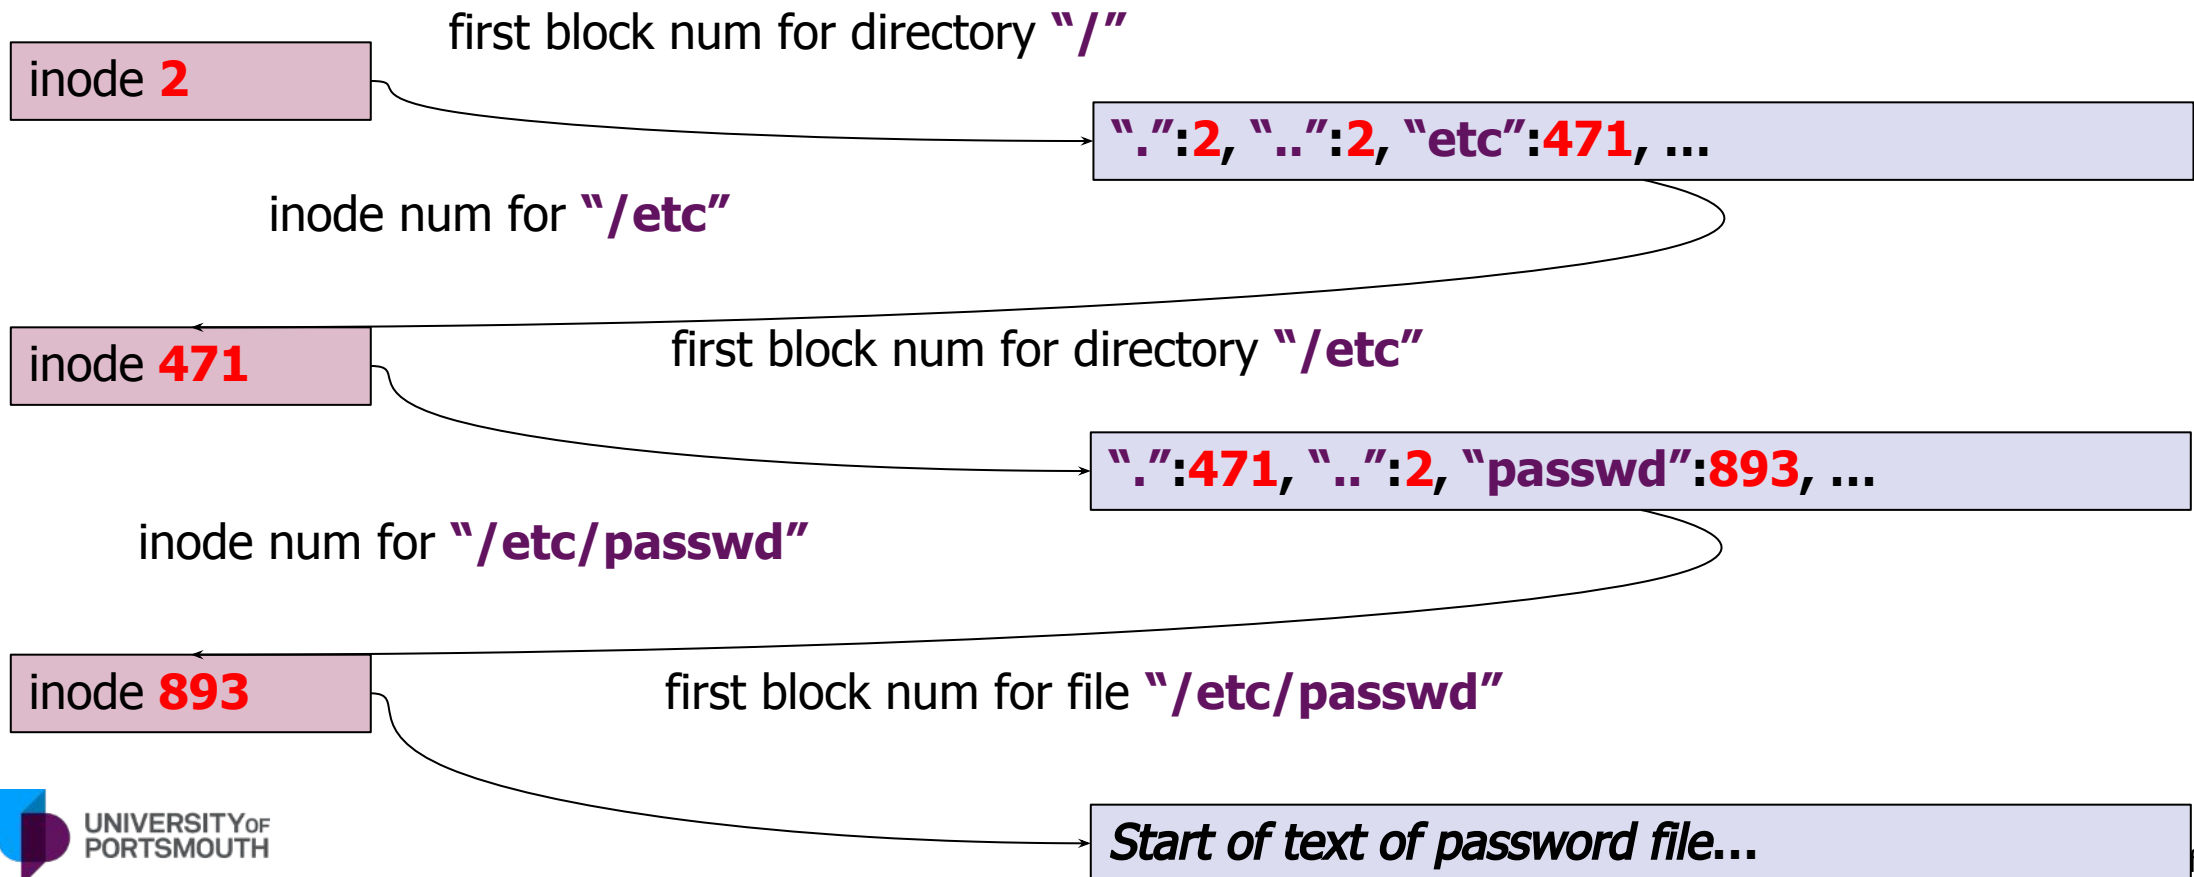 first block num for directory “/”
inode 2
“.”:2, “..”:2, “etc”:471, ...
inode num for “/etc”
inode 471
first block num for directory “/etc”
“.”:471, “..”:2, “passwd”:893, ...
inode num for “/etc/passwd”
inode 893
first block num for file “/etc/passwd”
UNIVERSITY OF
PORTSMOUTH
Start of text of password file...